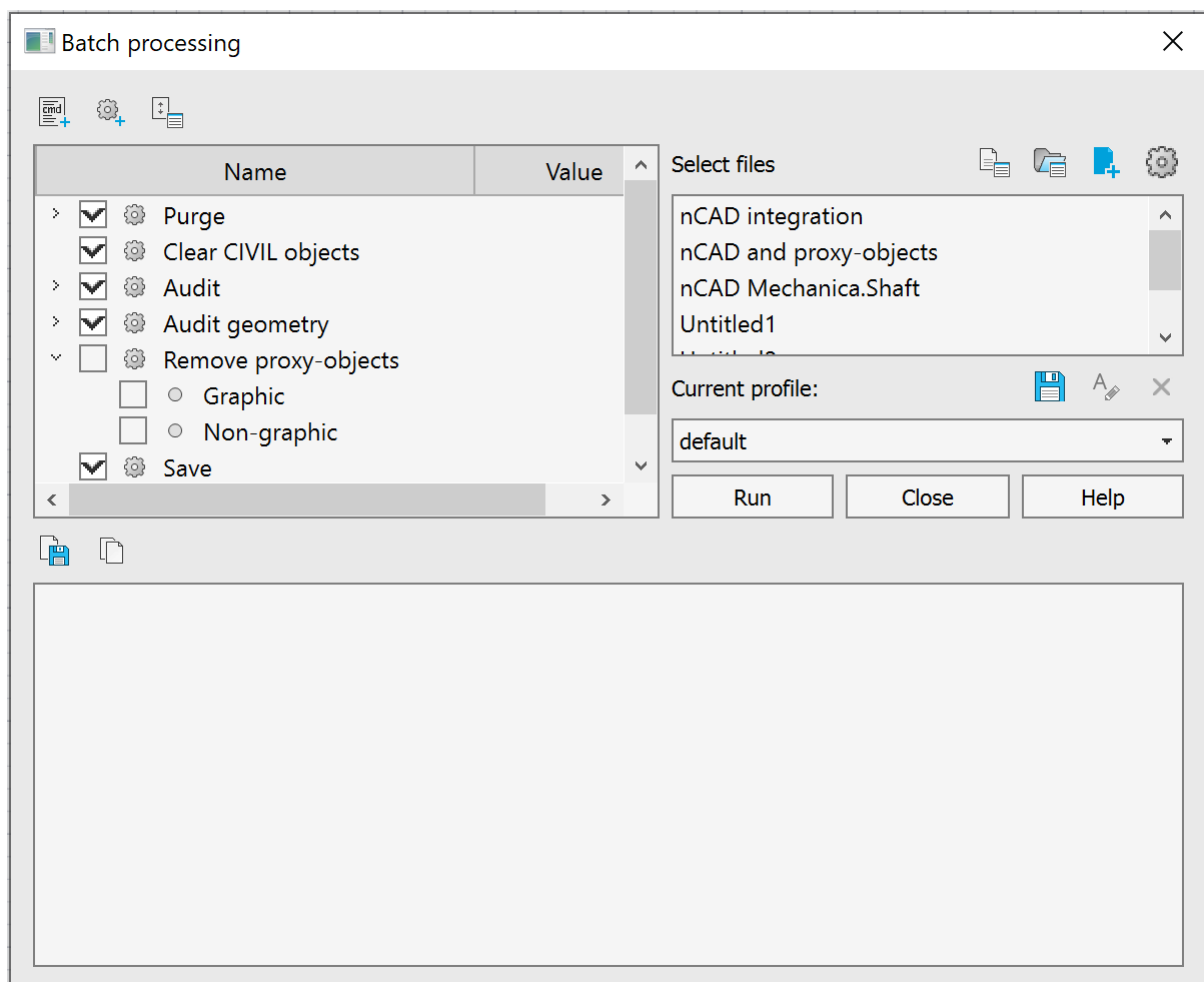 Batch processing
cmd
Name Value
Purge
Clear CIVIL objects
Audit
Audit geometry
Remove proxy-objects
Graphic
Non-graphic
Save
Select files
nCAD integration
nCAD and proxy-objects
nCAD Mechanica.Shaft
Untitled1
Current profile:
A
default
Run Close Help